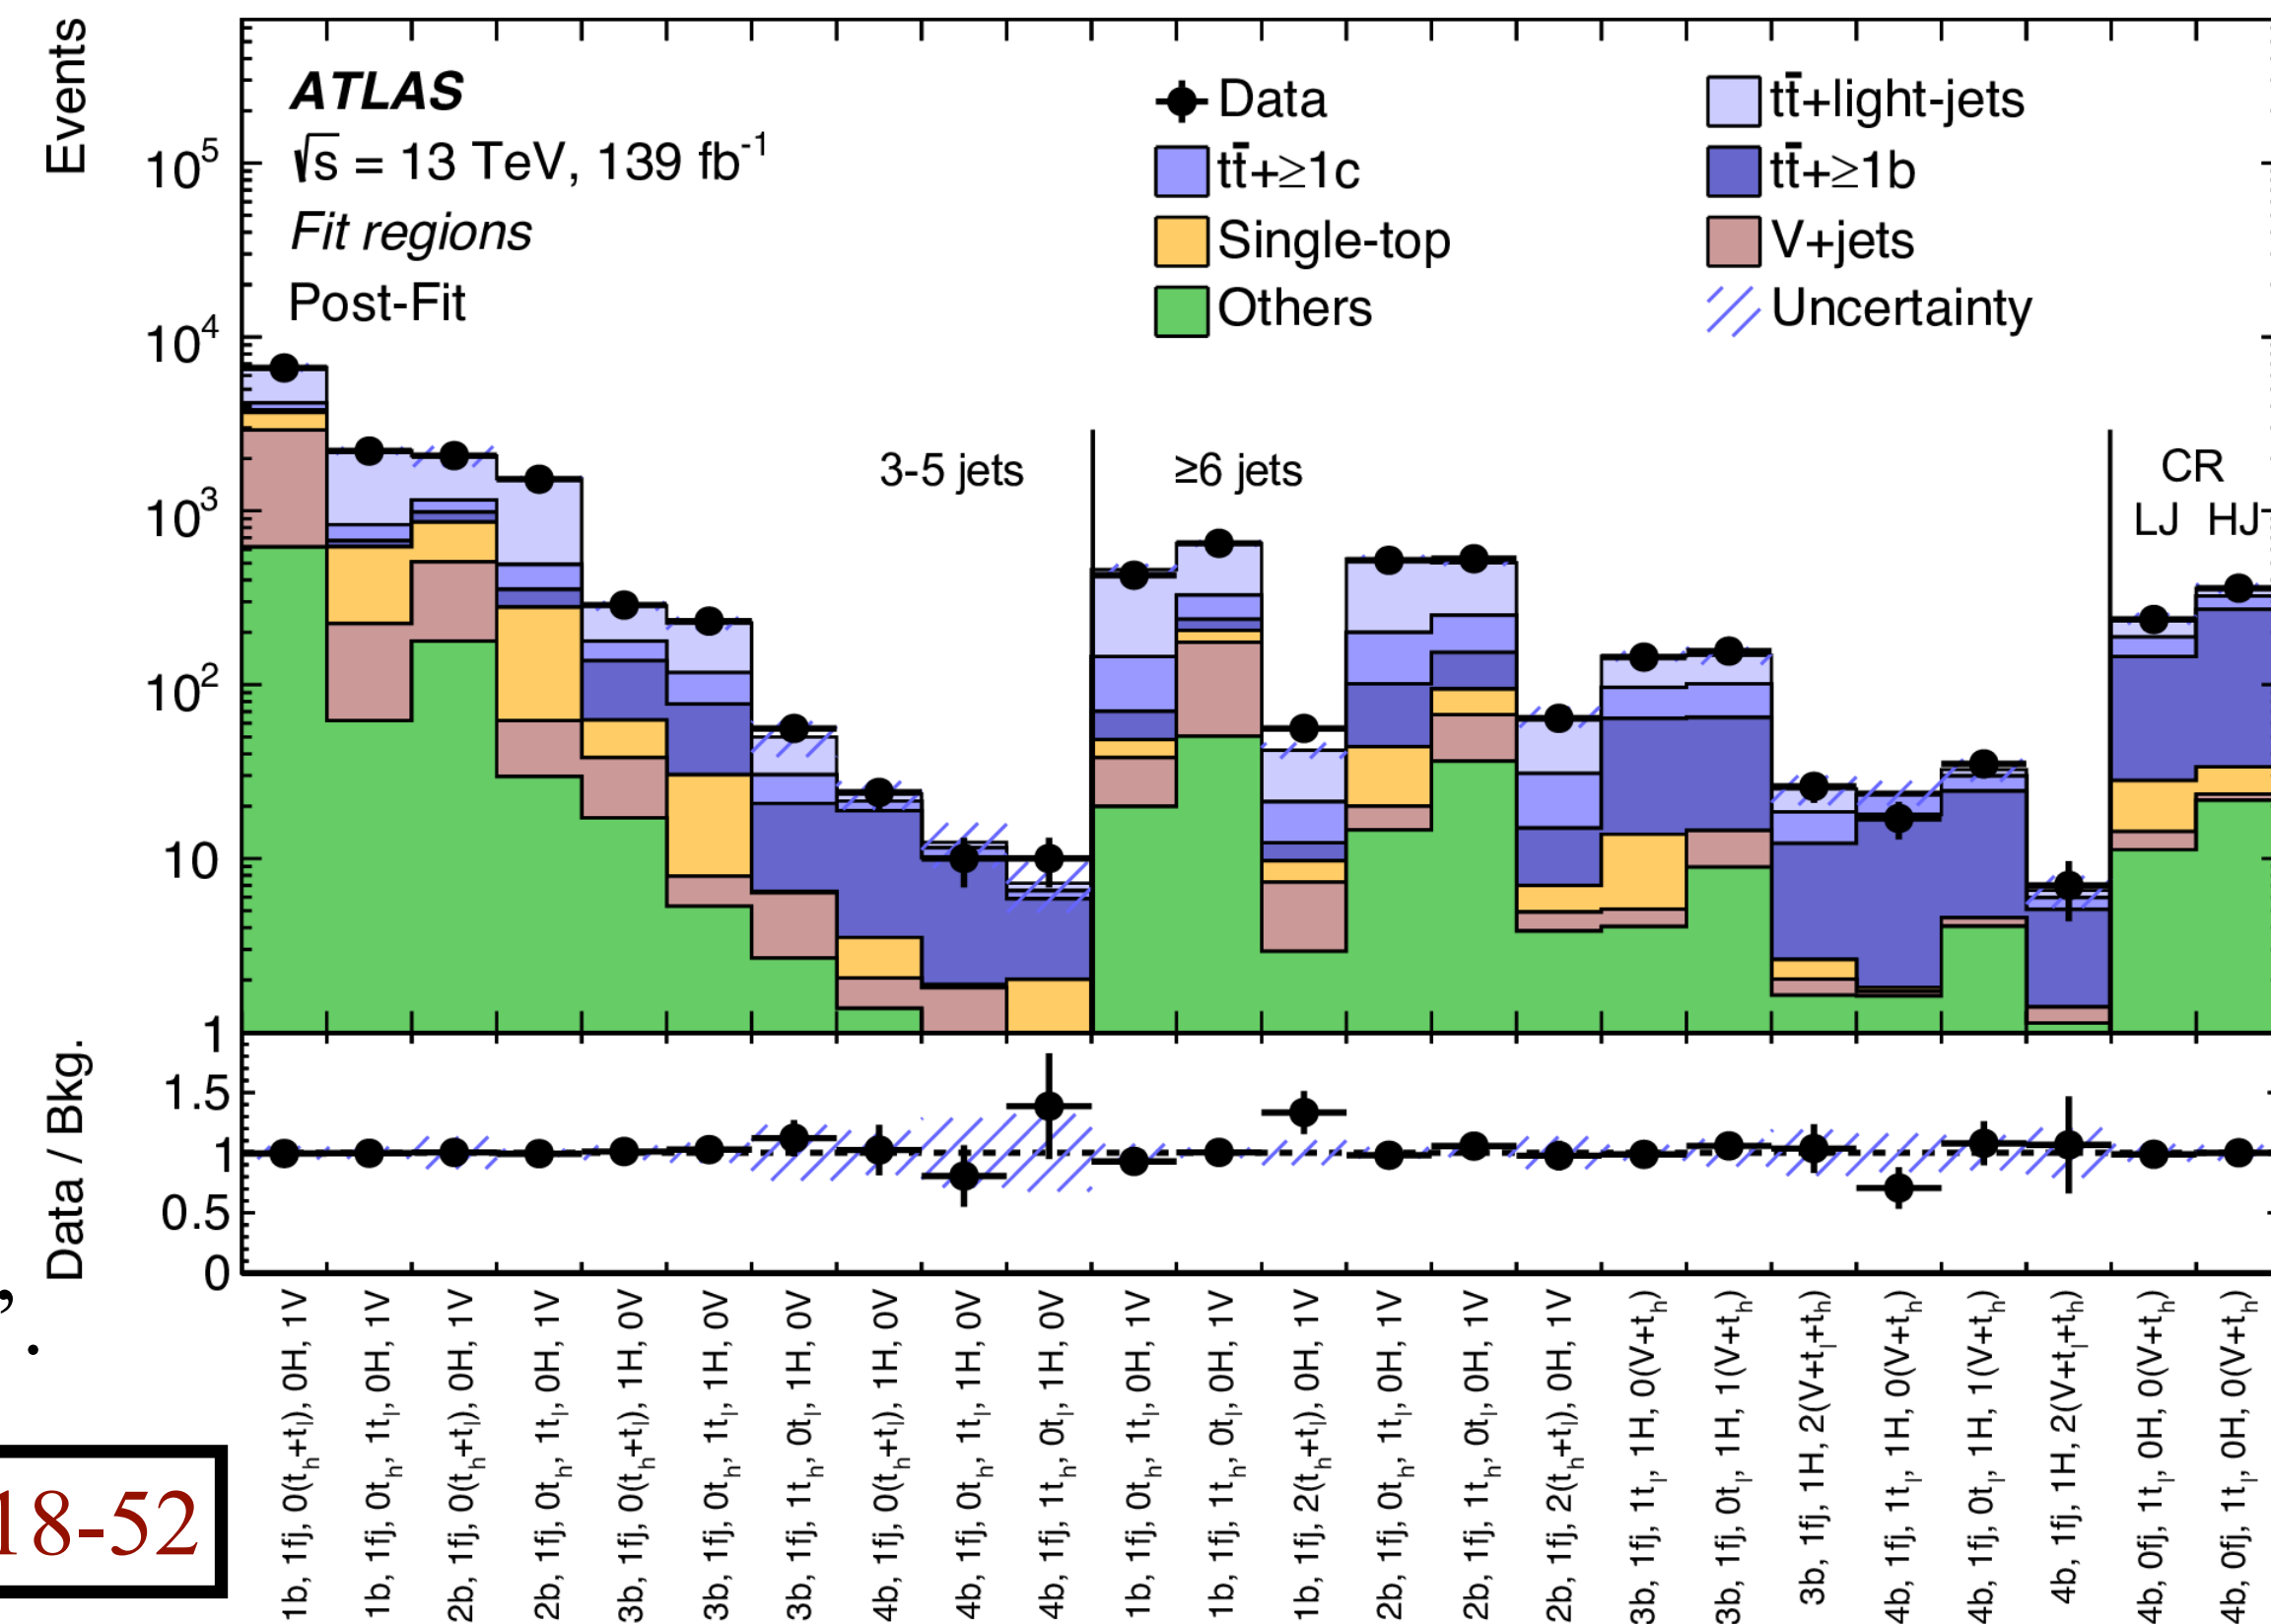 Events
ATLAS
√s = 13 TeV, 139 fb⁻¹
Fit regions
Post-Fit
Data
tt̄+light-jets
tt̄+≥1c
tt̄+≥1b
Single-top
V+jets
Others
Uncertainty
10⁵
10⁴
10³
10²
10
1
3-5 jets
≥6 jets
CR
LJ HJ
Data / Bkg.
1.5
1
0.5
0
,
.
18-52
1b, 1fj, 0(tₕ+tₗ), 0H, 1V
1b, 1fj, 0tₕ, 1tₗ, 0H, 1V
2b, 1fj, 0(tₕ+tₗ), 0H, 1V
2b, 1fj, 0tₕ, 1tₗ, 0H, 1V
3b, 1fj, 0(tₕ+tₗ), 1H, 0V
3b, 1fj, 0tₕ, 1tₗ, 1H, 0V
3b, 1fj, 1tₕ, 0tₗ, 1H, 0V
4b, 1fj, 0(tₕ+tₗ), 1H, 0V
4b, 1fj, 0tₕ, 1tₗ, 1H, 0V
4b, 1fj, 1tₕ, 0tₗ, 1H, 0V
1b, 1fj, 0tₕ, 1tₗ, 0H, 1V
1b, 1fj, 1tₕ, 0tₗ, 0H, 1V
1b, 1fj, 2(tₕ+tₗ), 0H, 1V
2b, 1fj, 0tₕ, 1tₗ, 0H, 1V
2b, 1fj, 1tₕ, 0tₗ, 0H, 1V
2b, 1fj, 2(tₕ+tₗ), 0H, 1V
3b, 1fj, 1tₗ, 1H, 0(V+tₕ)
3b, 1fj, 0tₗ, 1H, 1(V+tₕ)
3b, 1fj, 1H, 2(V+tₗ+tₕ)
4b, 1fj, 1tₗ, 1H, 0(V+tₕ)
4b, 1fj, 0tₗ, 1H, 1(V+tₕ)
4b, 1fj, 1H, 2(V+tₗ+tₕ)
4b, 0fj, 1tₗ, 0H, 0(V+tₕ)
4b, 0fj, 1tₗ, 0H, 0(V+tₕ)